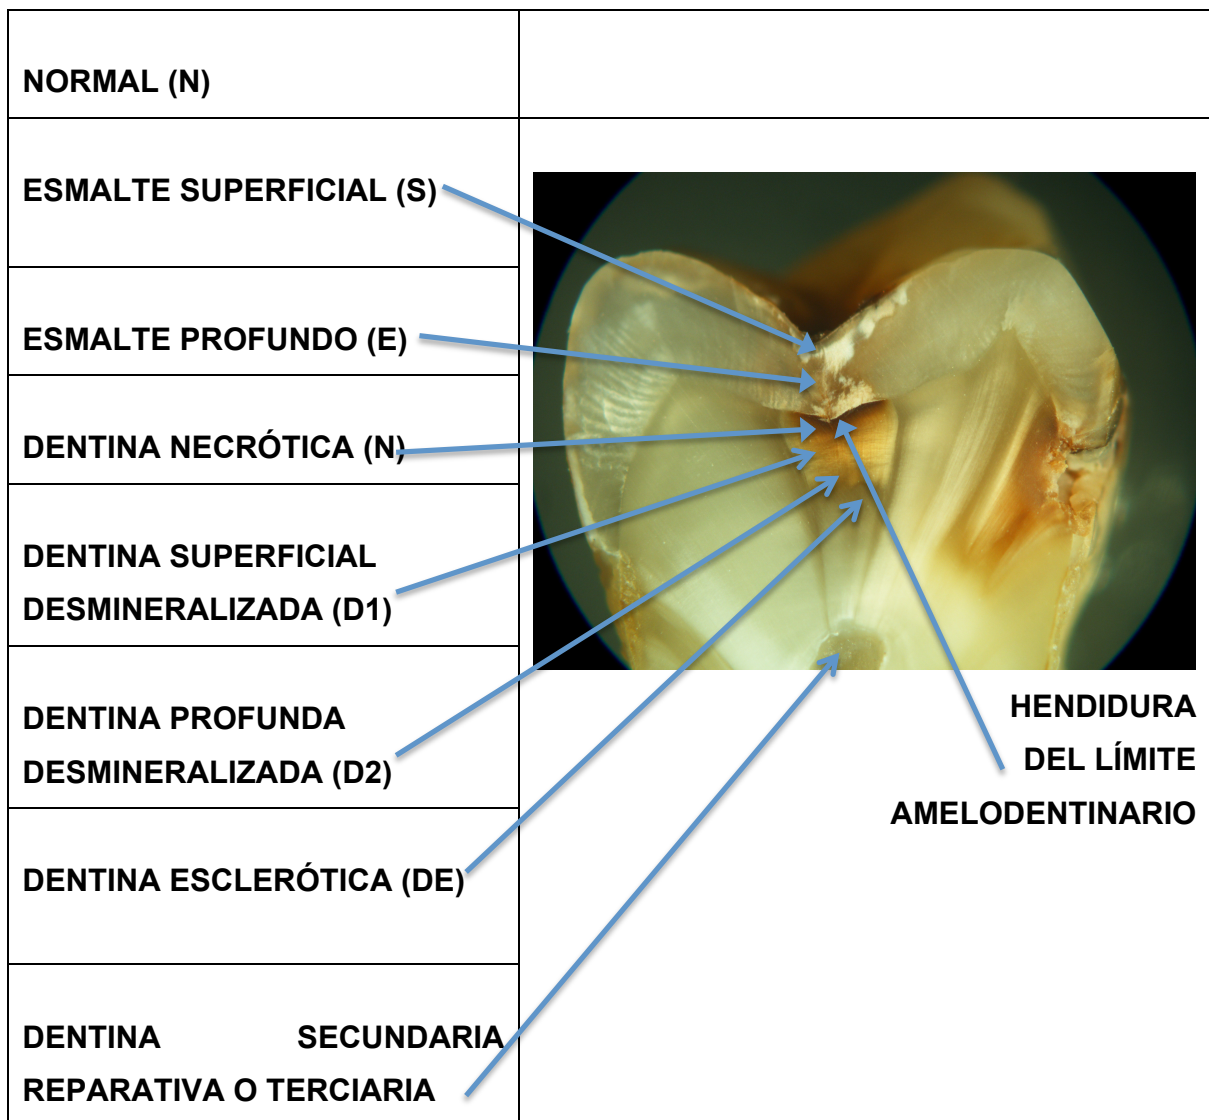 NORMAL (N)
ESMALTE SUPERFICIAL (S)
ESMALTE PROFUNDO (E)
DENTINA NECRÓTICA (N)
DENTINA SUPERFICIAL
DESMINERALIZADA (D1)
DENTINA PROFUNDA
DESMINERALIZADA (D2)
DENTINA ESCLERÓTICA (DE)
DENTINA SECUNDARIA
REPARATIVA O TERCIARIA
HENDIDURA
DEL LÍMITE
AMELODENTINARIO